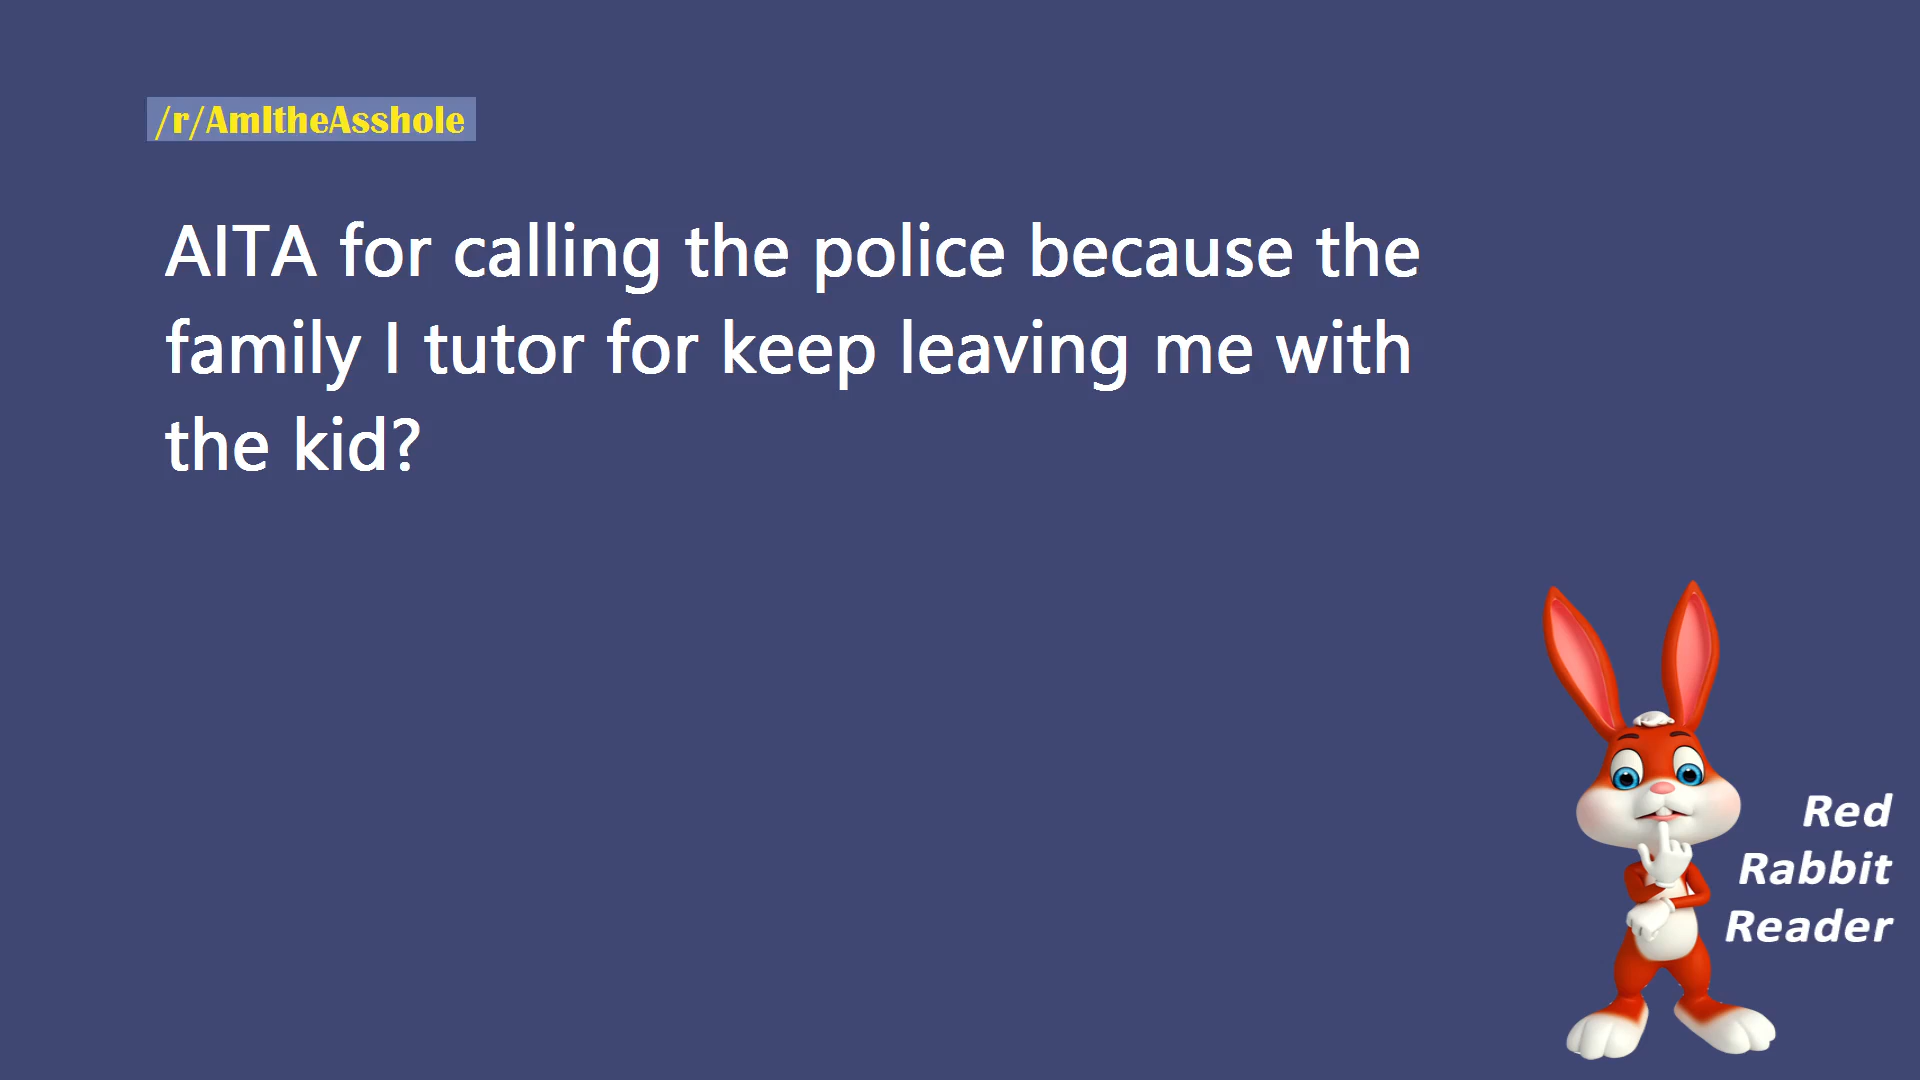 /r/AmItheAsshole
AITA for calling the police because the
family I tutor for keep leaving me with
the kid?
Red
Rabbit
Reader